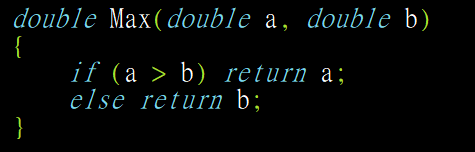 double Max(double a, double b)
{
    if (a > b) return a;
    else return b;
}